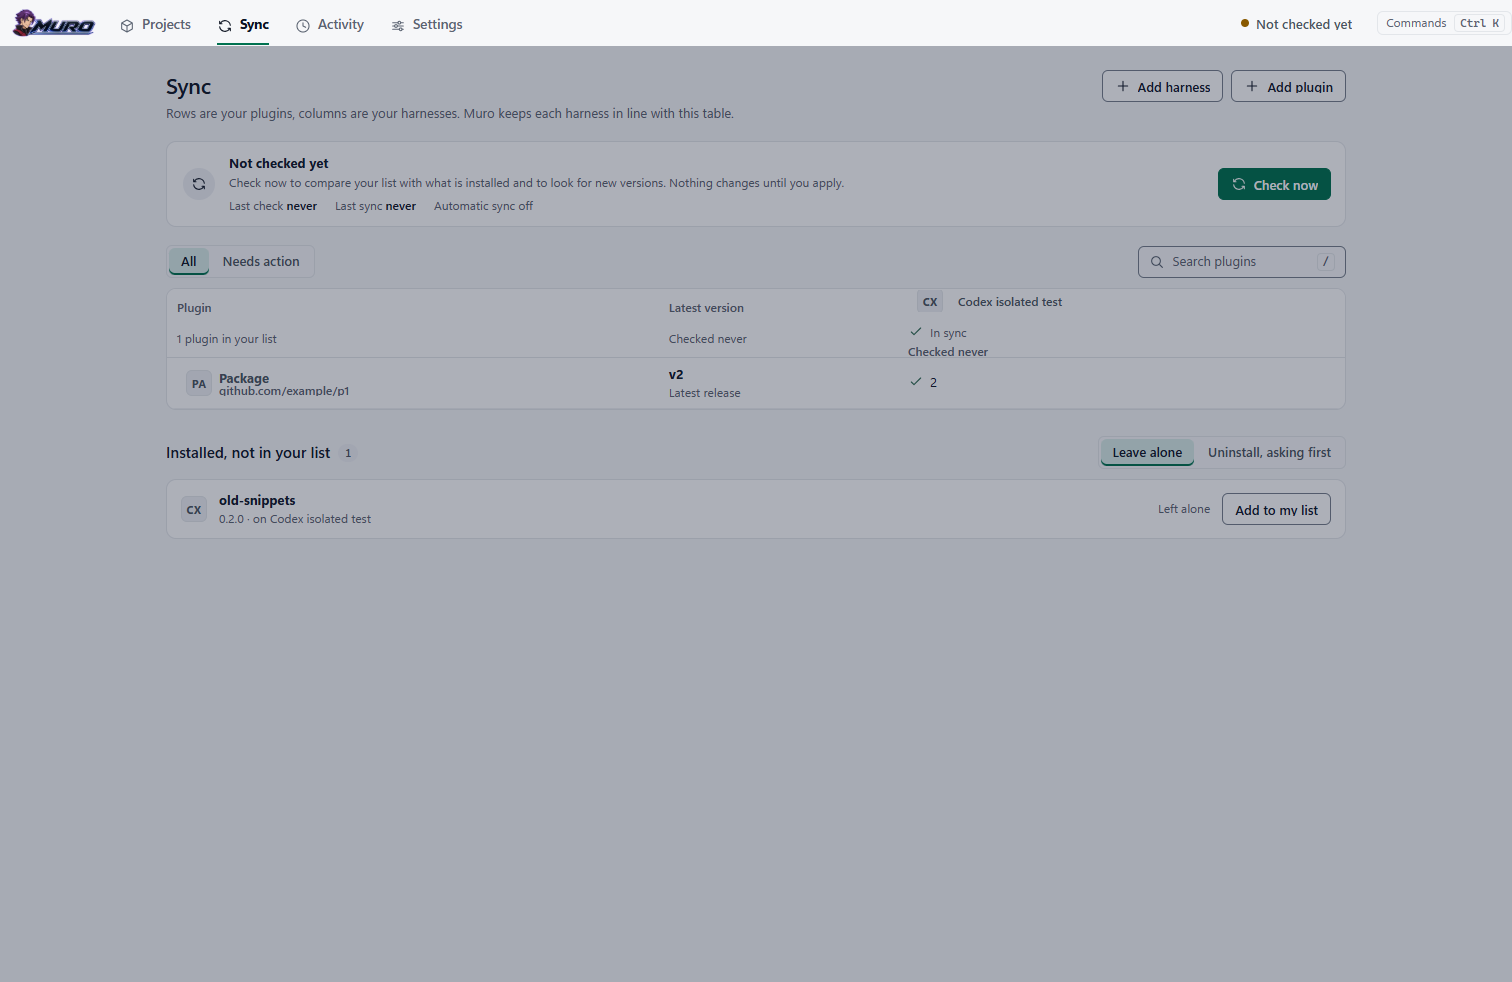 MURO Projects Sync Activity Settings Not checked yet Commands Ctrl K
Sync
Add harness Add plugin
Rows are your plugins, columns are your harnesses. Muro keeps each harness in line with this table.
Not checked yet
Check now to compare your list with what is installed and to look for new versions. Nothing changes until you apply.
Check now
Last check never Last sync never Automatic sync off
All Needs action
Search plugins /
Plugin Latest version CX Codex isolated test
1 plugin in your list Checked never In sync
Checked never
PA Package v2 2
github.com/example/p1 Latest release
Installed, not in your list 1 Leave alone Uninstall, asking first
CX old-snippets
0.2.0 · on Codex isolated test
Left alone Add to my list